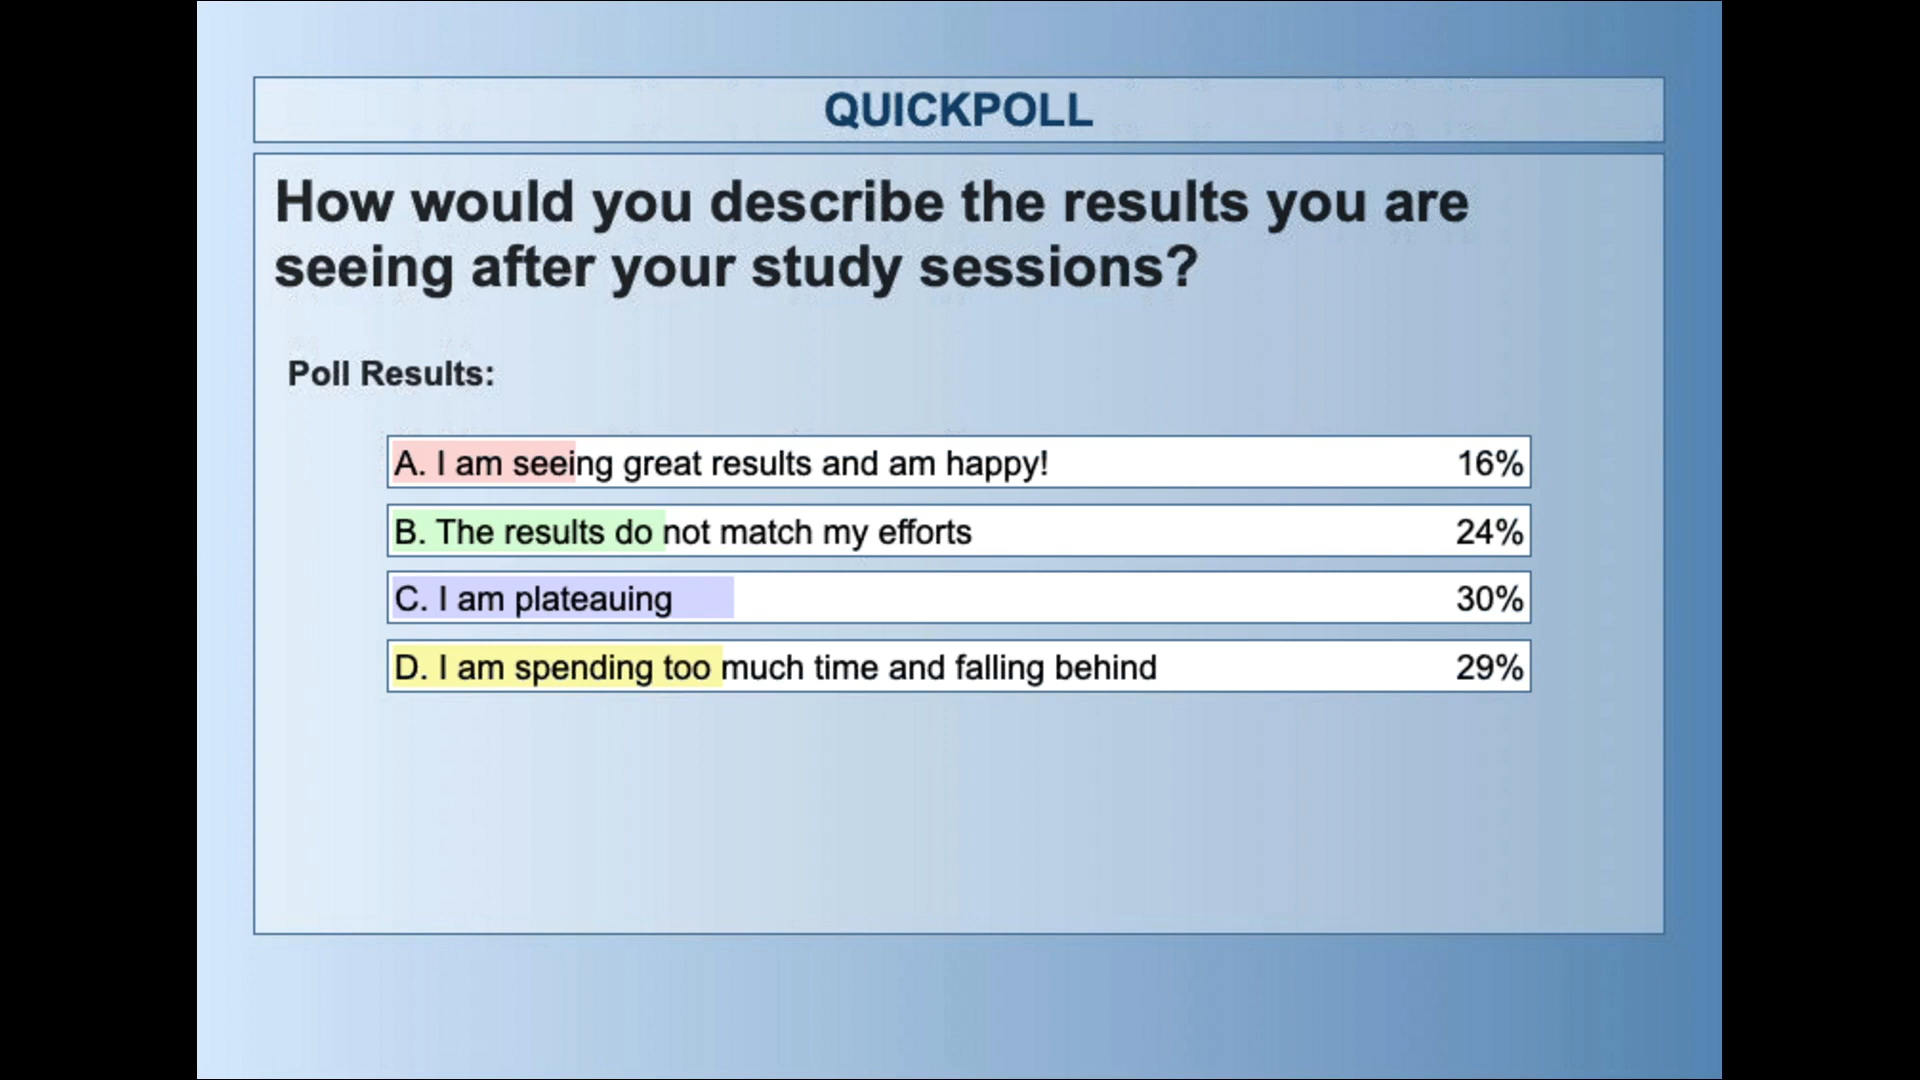 QUICKPOLL
How would you describe the results you are
seeing after your study sessions?
Poll Results:
A. I am seeing great results and am happy! 16%
B. The results do not match my efforts 24%
C. I am plateauing 30%
D. I am spending too much time and falling behind 29%